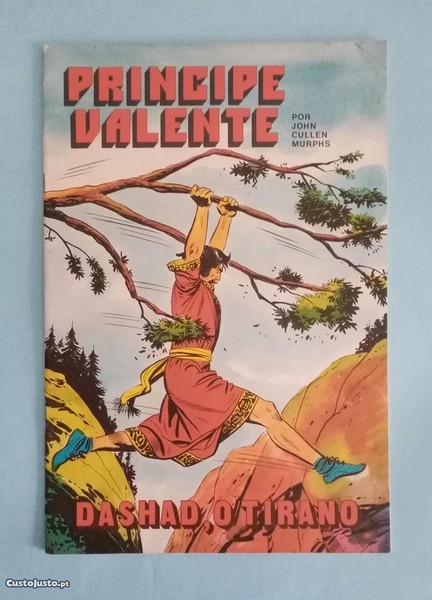 PRINCIPE
VALENTE
POR
JOHN
CULLEN
MURPHS
DASHAD, O TIRANO
CustoJusto.pt